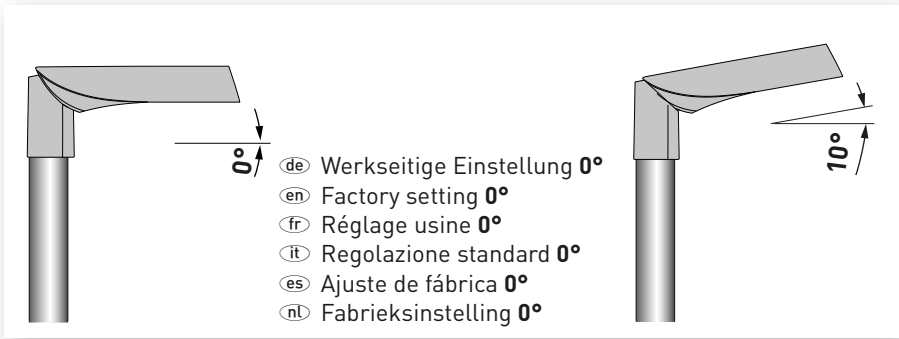 0°
de Werkseitige Einstellung 0°
en Factory setting 0°
fr Réglage usine 0°
it Regolazione standard 0°
es Ajuste de fábrica 0°
nl Fabrieksinstelling 0°
10°